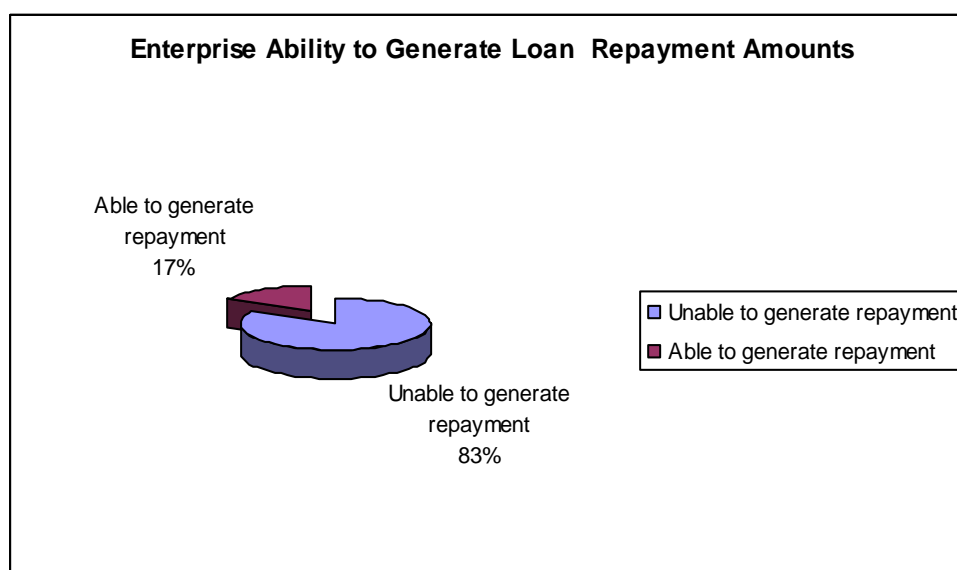 Enterprise Ability to Generate Loan Repayment Amounts
Able to generate
repayment
17%
Unable to generate repayment
Able to generate repayment
Unable to generate
repayment
83%